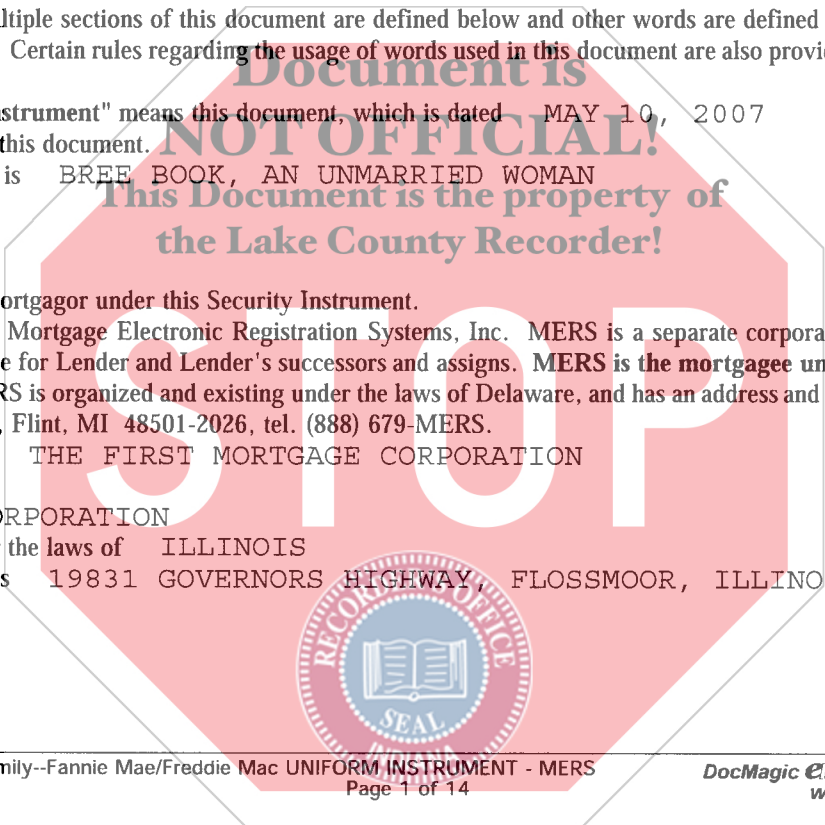 ltiple sections of this document are defined below and other words are defined
Certain rules regarding the usage of words used in this document are also provi
Document is
strument" means this document, which is dated MAY 10, 2007
NOT OFFICIAL!
this document.
is BREE BOOK, AN UNMARRIED WOMAN
This Document is the property of
the Lake County Recorder!
ortgagor under this Security Instrument.
STOP
Mortgage Electronic Registration Systems, Inc. MERS is a separate corpora
e for Lender and Lender's successors and assigns. MERS is the mortgagee un
RS is organized and existing under the laws of Delaware, and has an address and
, Flint, MI 48501-2026, tel. (888) 679-MERS.
THE FIRST MORTGAGE CORPORATION
ORPORATION
the laws of ILLINOIS
s 19831 GOVERNORS HIGHWAY, FLOSSMOOR, ILLINO
RECORDER'S OFFICE
SEAL
INDIANA
mily--Fannie Mae/Freddie Mac UNIFORM INSTRUMENT - MERS
Page 1 of 14
DocMagic
w